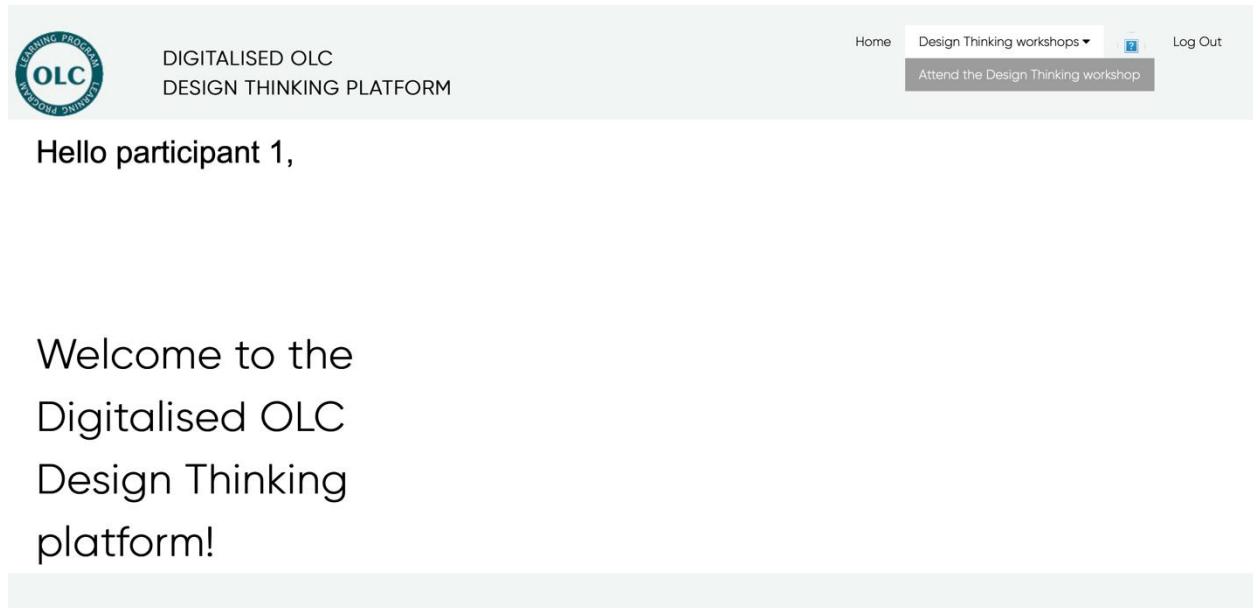 LEARNING PROGRAM
OLC
LEARNING PROGRAM
DIGITALISED OLC
DESIGN THINKING PLATFORM
Home
Design Thinking workshops
?
Log Out
Attend the Design Thinking workshop
Hello participant 1,
Welcome to the
Digitalised OLC
Design Thinking
platform!